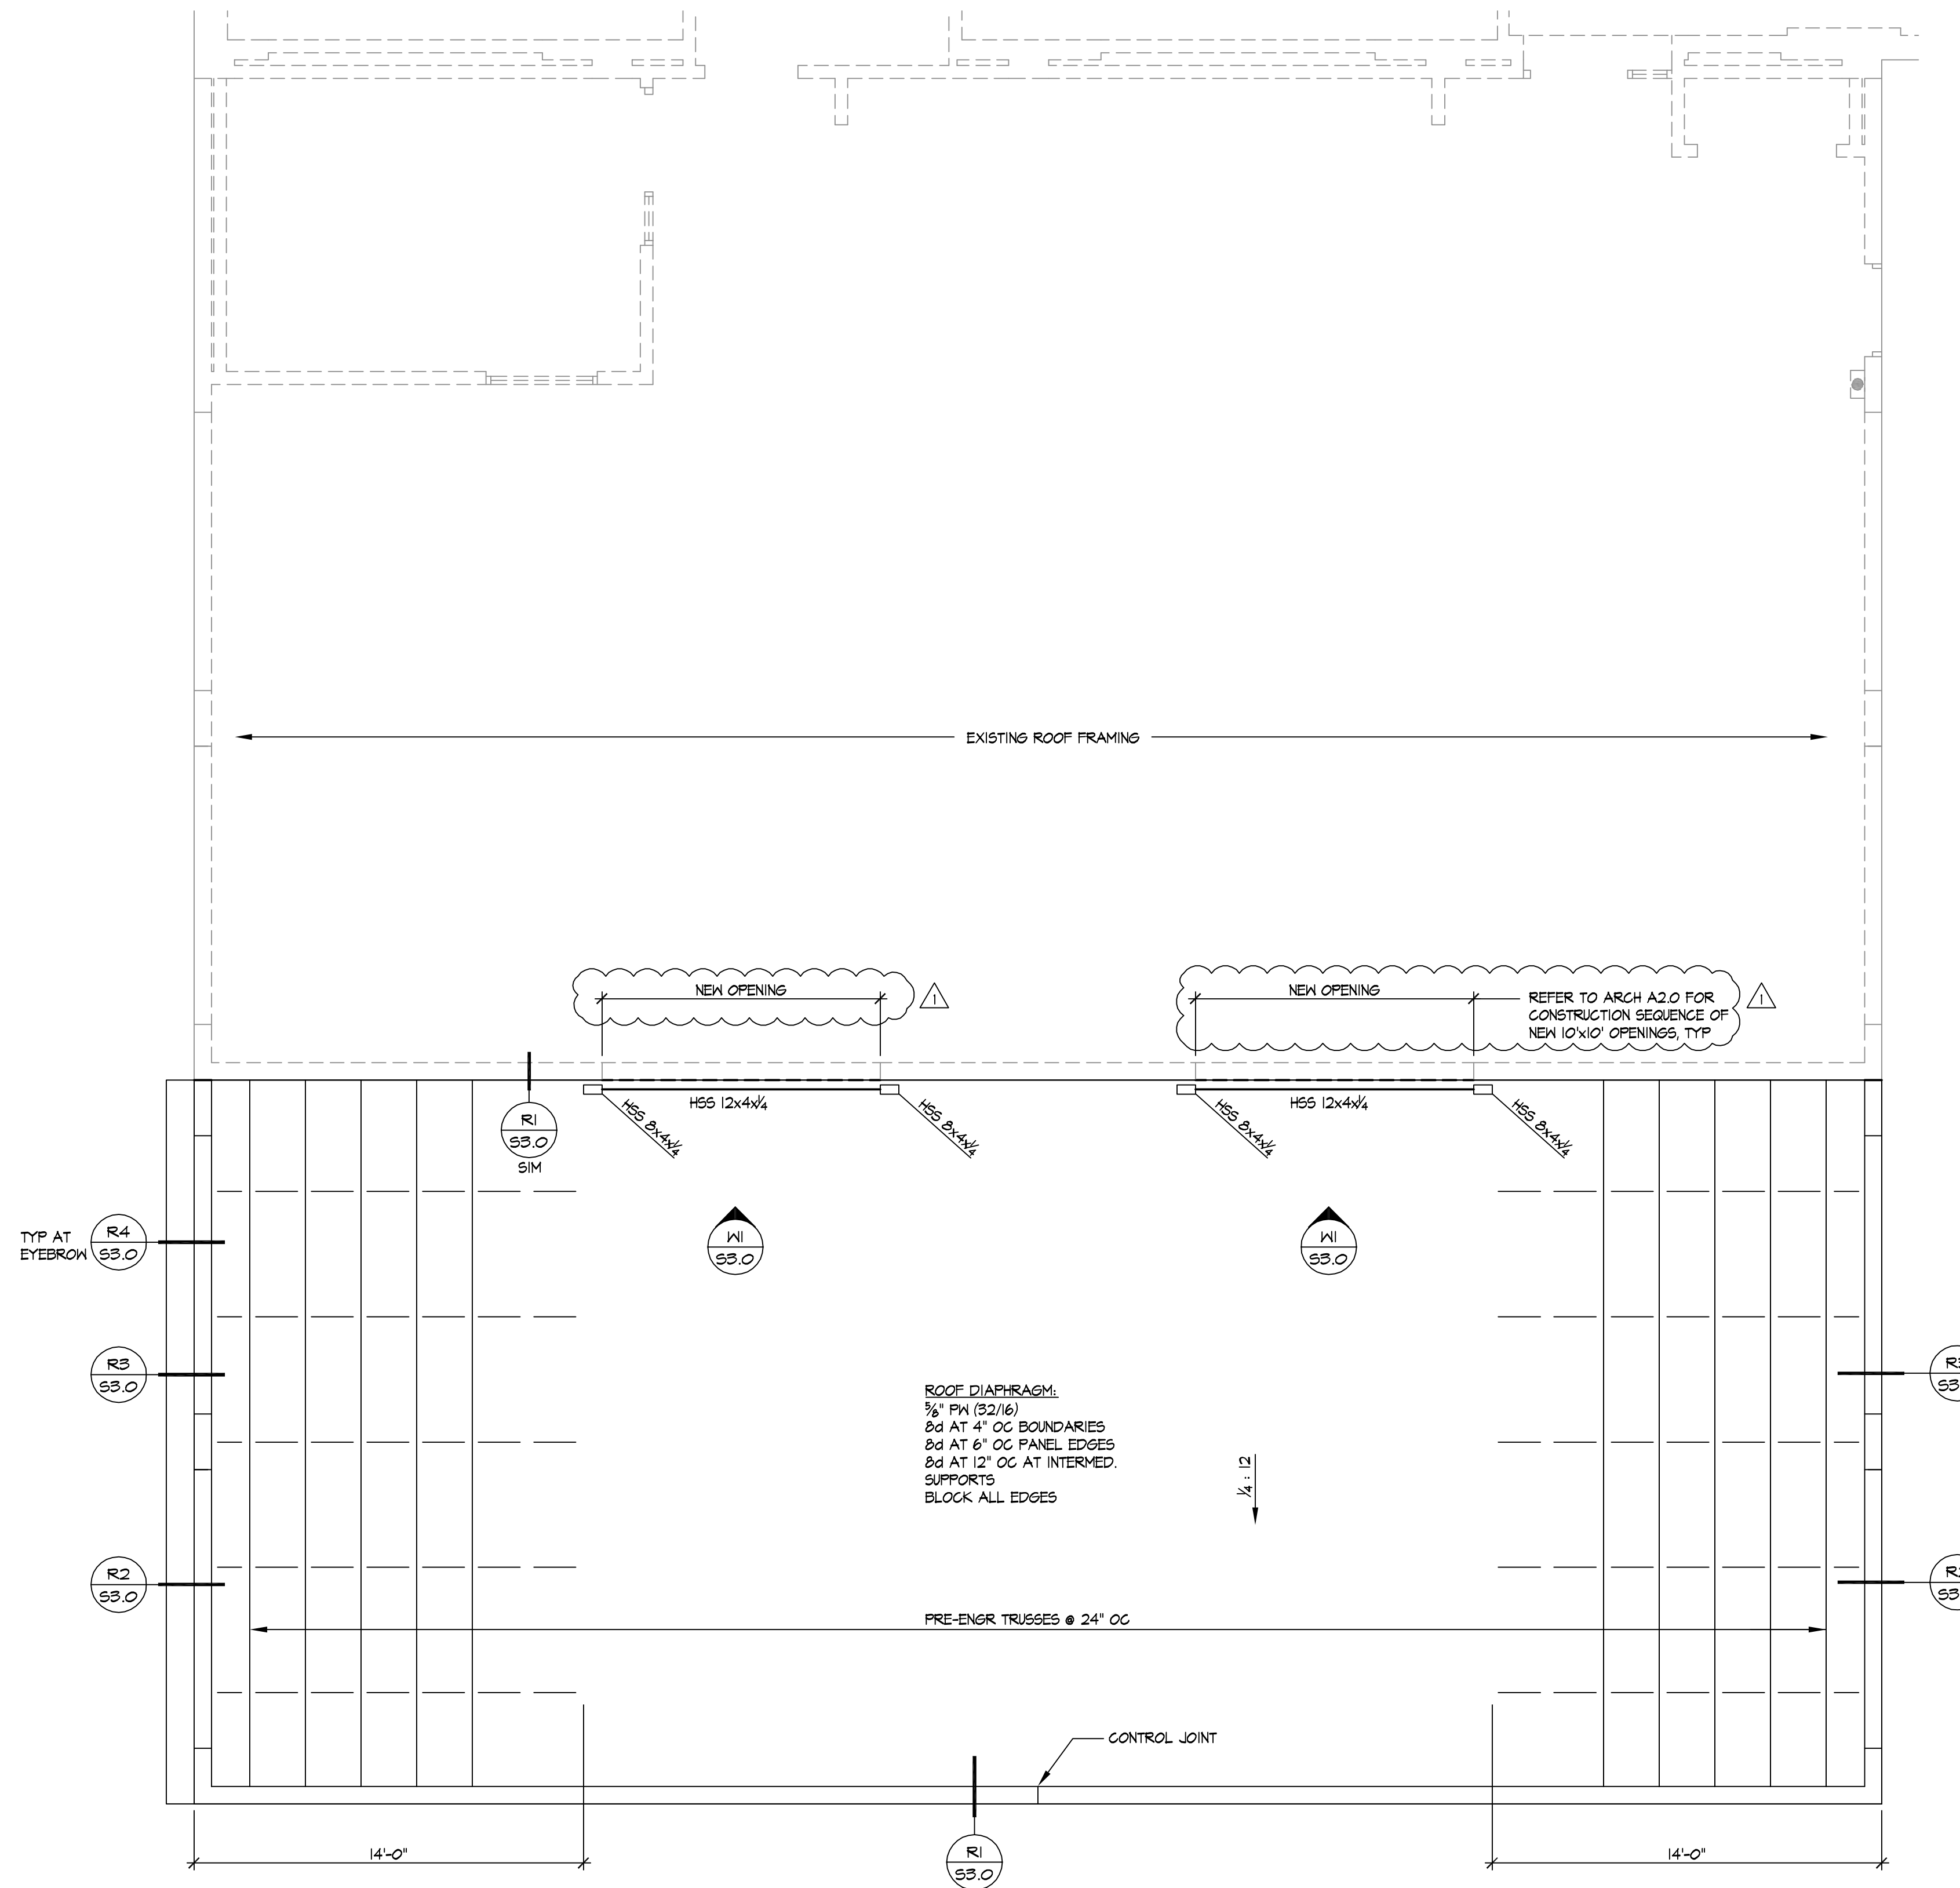 EXISTING ROOF FRAMING
NEW OPENING
1
NEW OPENING
REFER TO ARCH A2.0 FOR
CONSTRUCTION SEQUENCE OF
NEW 10'x10' OPENINGS, TYP
1
HSS 12x4x¼
HSS 8x4x¼
HSS 8x4x¼
HSS 12x4x¼
HSS 8x4x¼
HSS 8x4x¼
R1
S3.0
SIM
TYP AT
EYEBROW
R4
S3.0
W1
S3.0
W1
S3.0
R3
S3.0
ROOF DIAPHRAGM:
⅝" PW (32/16)
8d AT 4" OC BOUNDARIES
8d AT 6" OC PANEL EDGES
8d AT 12" OC AT INTERMED.
SUPPORTS
BLOCK ALL EDGES
¼ : 12
R2
S3.0
PRE-ENGR TRUSSES @ 24" OC
CONTROL JOINT
14'-0"
R1
S3.0
14'-0"